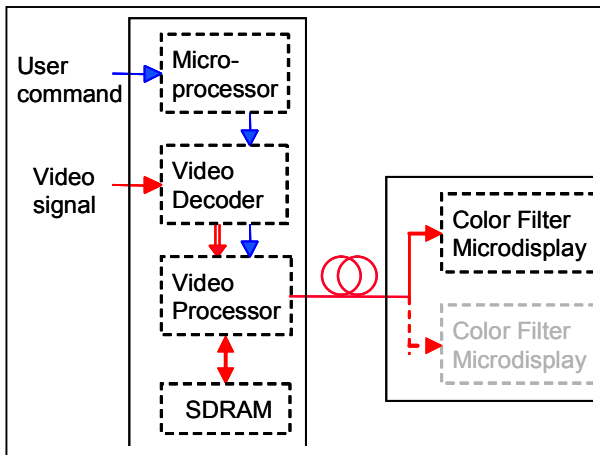 User
command
Micro-
processor
Video
signal
Video
Decoder
Video
Processor
SDRAM
Color Filter
Microdisplay
Color Filter
Microdisplay